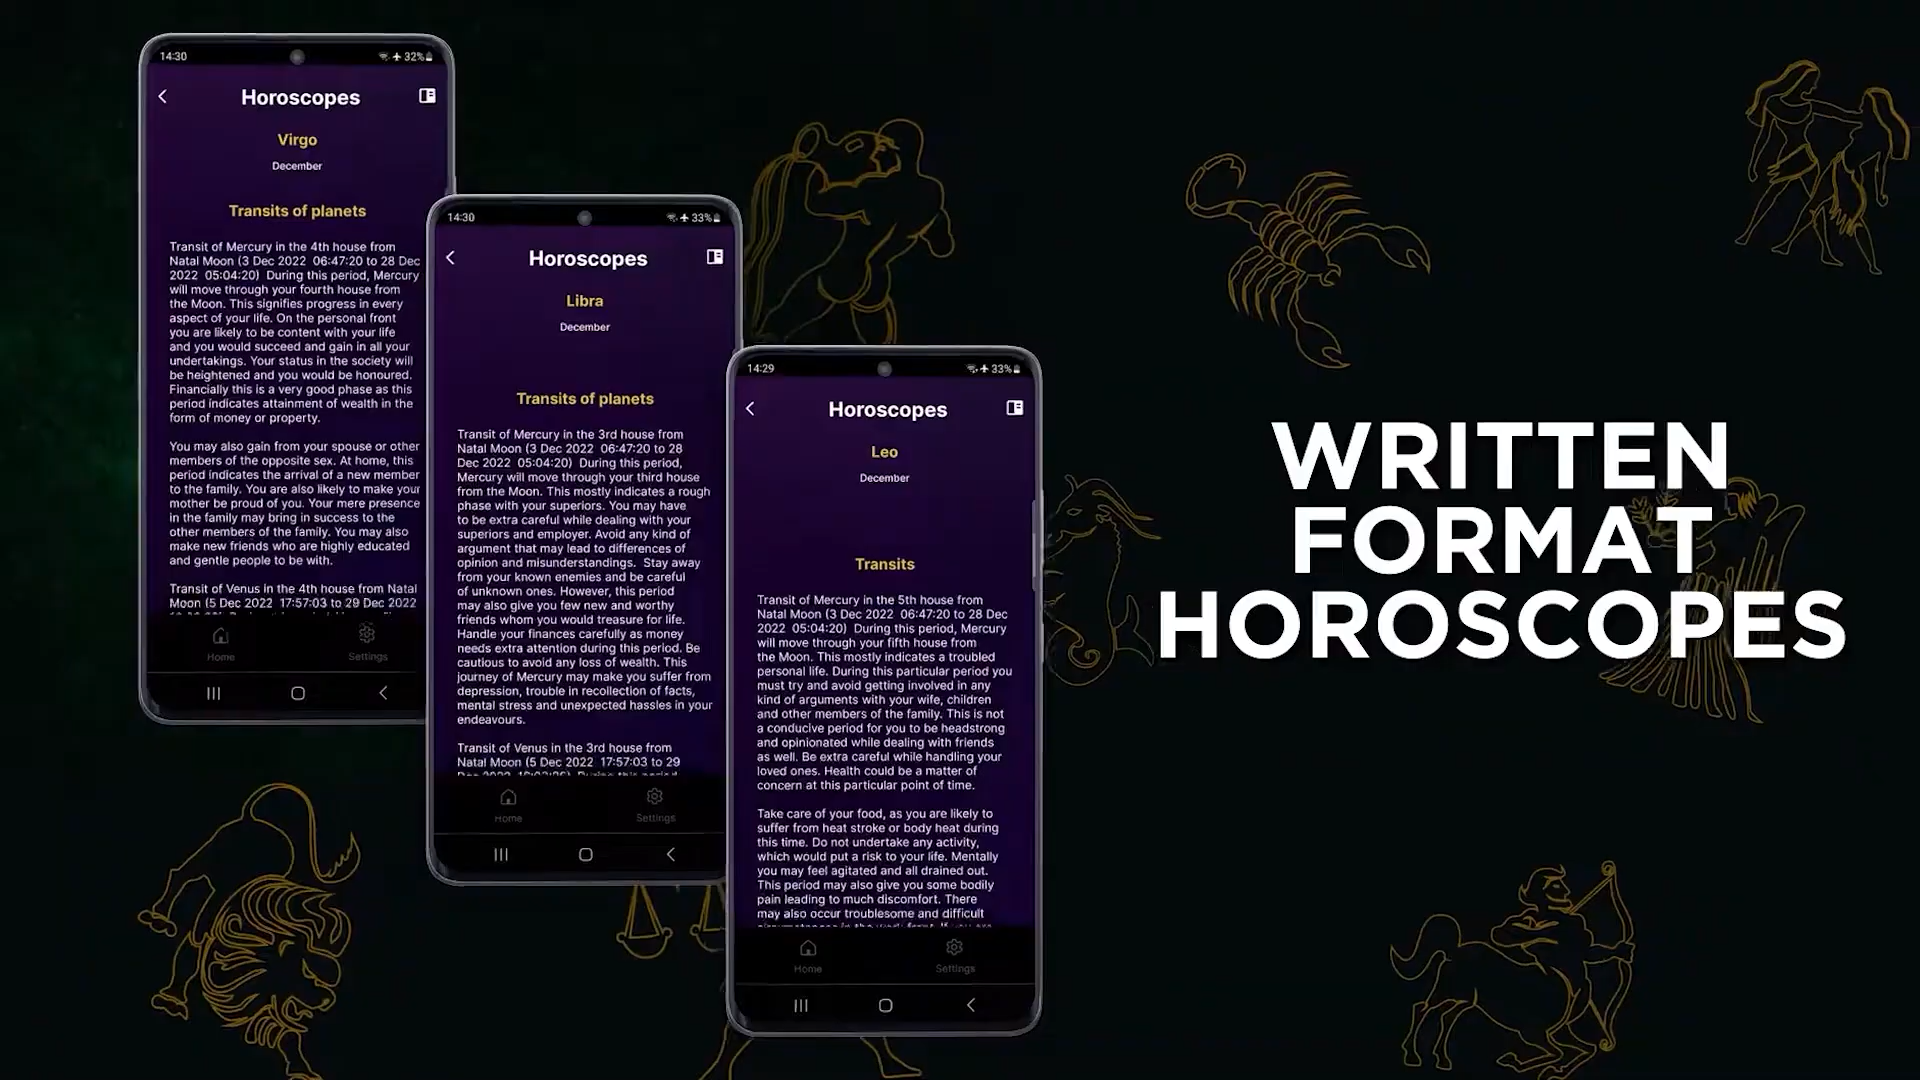 14:30
32%
Horoscopes
Virgo
December
Transits of planets
Transit of Mercury in the 4th house from
Natal Moon (3 Dec 2022 06:47:20 to 28 Dec
2022 05:04:20) During this period, Mercury
will move through your fourth house from
the Moon. This signifies progress in every
aspect of your life. On the personal front
you are likely to be content with your life
and you would succeed and gain in all your
undertakings. Your status in the society will
be heightened and you would be honoured.
Financially this is a very good phase as this
period indicates attainment of wealth in the
form of money or property.
You may also gain from your spouse or other
members of the opposite sex. At home, this
period indicates the arrival of a new member
to the family. You are also likely to make your
mother be proud of you. Your mere presence
in the family may bring in success to the
other members of the family. You may also
make new friends who are highly educated
and gentle people to be with.
Transit of Venus in the 4th house from Natal
Moon (5 Dec 2022 17:57:03 to 29 Dec 2022
Home
Settings
14:30
33%
Horoscopes
Libra
December
Transits of planets
Transit of Mercury in the 3rd house from
Natal Moon (3 Dec 2022 06:47:20 to 28
Dec 2022 05:04:20) During this period,
Mercury will move through your third house
from the Moon. This mostly indicates a rough
phase with your superiors. You may have
to be extra careful while dealing with your
superiors and employer. Avoid any kind of
argument that may lead to differences of
opinion and misunderstandings. Stay away
from your known enemies and be careful
of unknown ones. However, this period
may also give you few new and worthy
friends whom you would treasure for life.
Handle your finances carefully as money
needs extra attention during this period. Be
cautious to avoid any loss of wealth. This
journey of Mercury may make you suffer from
depression, trouble in recollection of facts,
mental stress and unexpected hassles in your
endeavours.
Transit of Venus in the 3rd house from
Natal Moon (5 Dec 2022 17:57:03 to 29
Home
Settings
14:29
33%
Horoscopes
Leo
December
Transits
Transit of Mercury in the 5th house from
Natal Moon (3 Dec 2022 06:47:20 to 28 Dec
2022 05:04:20) During this period, Mercury
will move through your fifth house from
the Moon. This mostly indicates a troubled
personal life. During this particular period you
must try and avoid getting involved in any
kind of arguments with your wife, children
and other members of the family. This is not
a conducive period for you to be headstrong
and opinionated while dealing with friends
as well. Be extra careful while handling your
loved ones. Health could be a matter of
concern at this particular point of time.
Take care of your food, as you are likely to
suffer from heat stroke or body heat during
this time. Do not undertake any activity,
which would put a risk to your life. Mentally
you may feel agitated and all drained out.
This period may also give you some bodily
pain leading to much discomfort. There
may also occur troublesome and difficult
Home
Settings
WRITTEN
FORMAT
HOROSCOPES